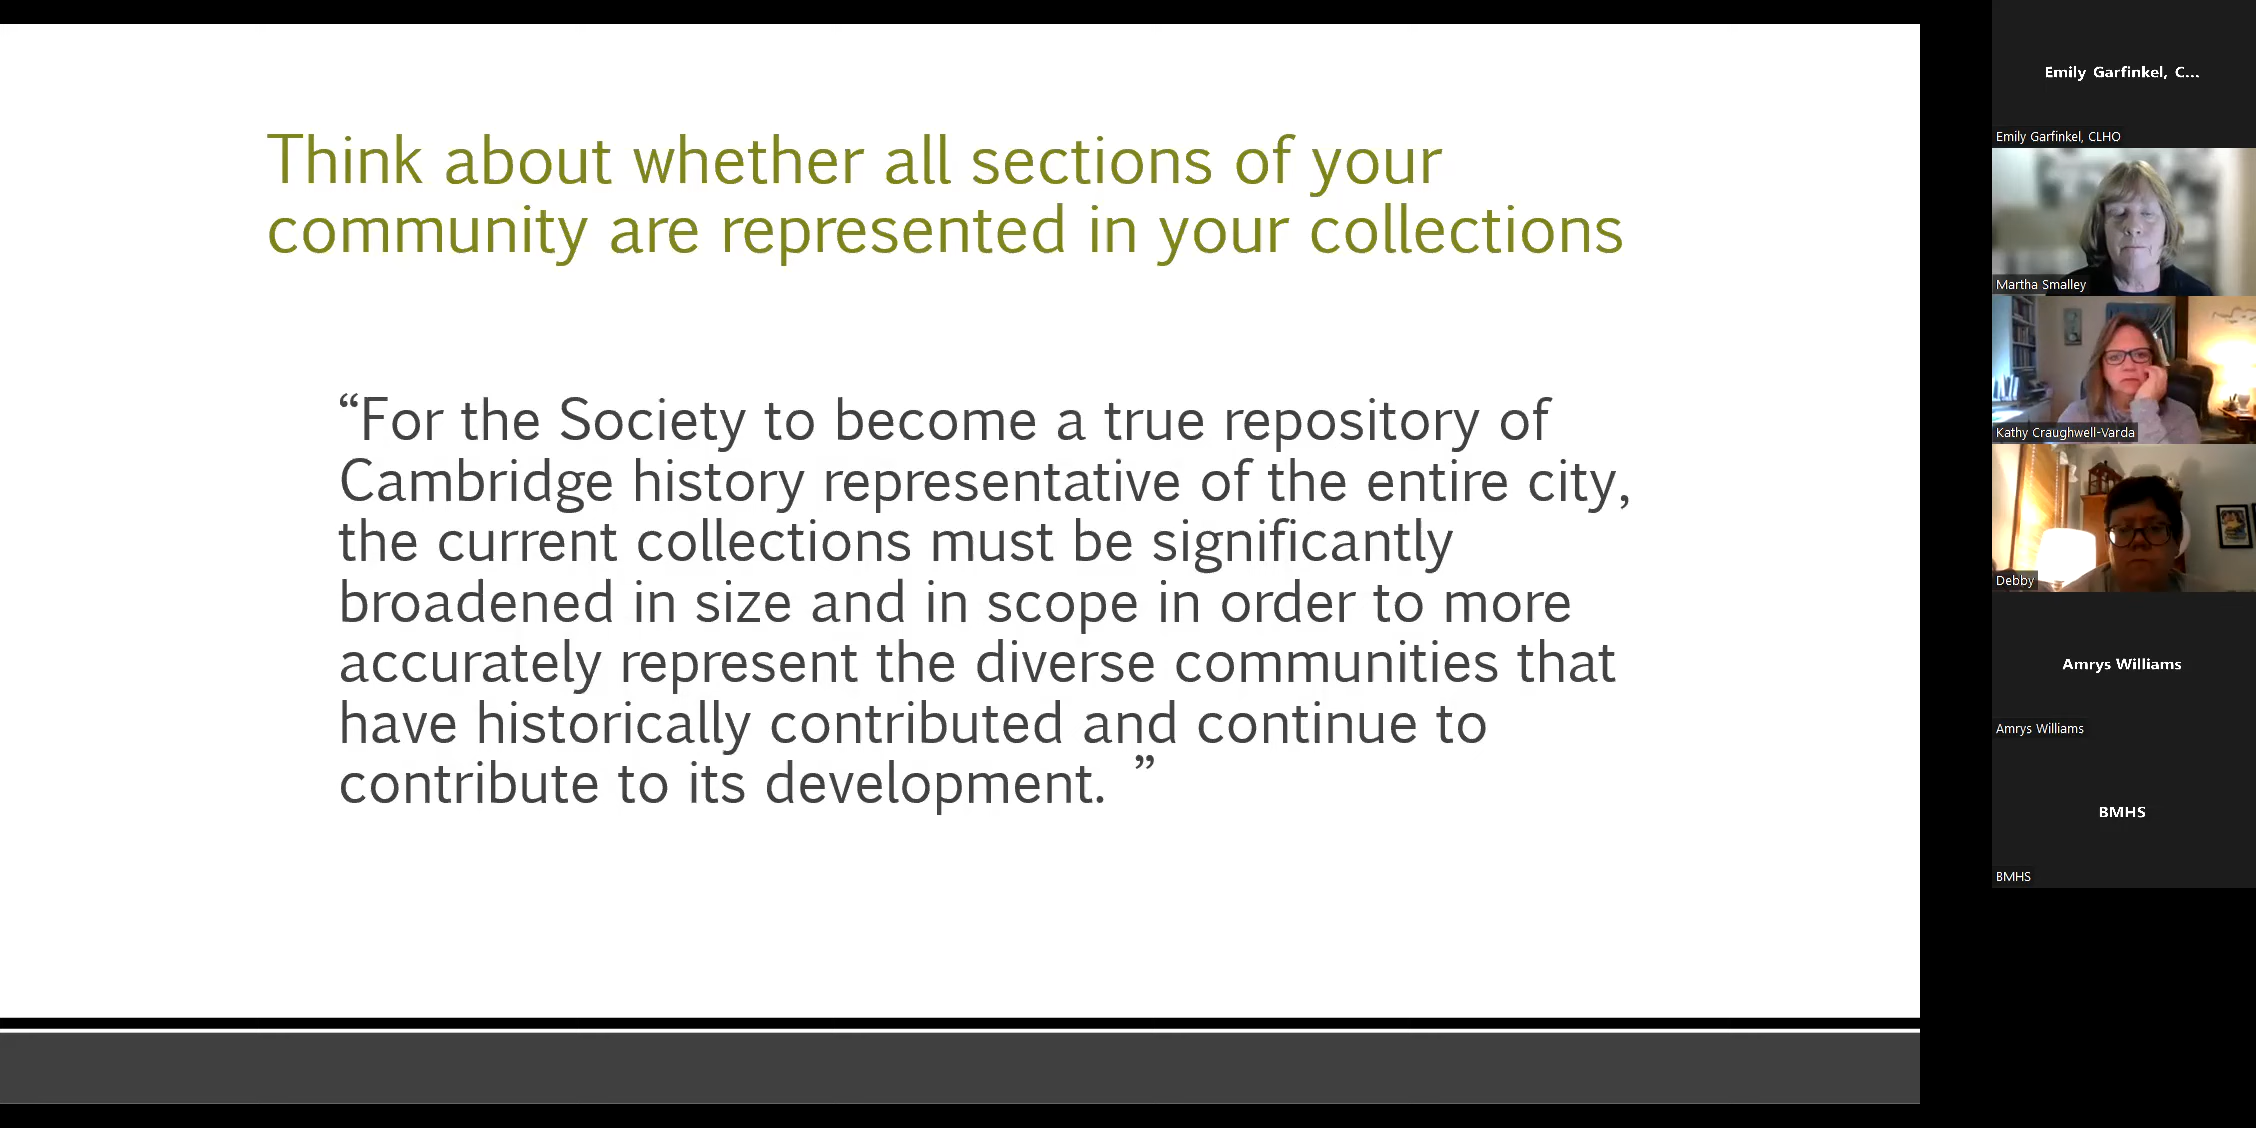 Think about whether all sections of your
community are represented in your collections
“For the Society to become a true repository of
Cambridge history representative of the entire city,
the current collections must be significantly
broadened in size and in scope in order to more
accurately represent the diverse communities that
have historically contributed and continue to
contribute to its development. ”
Emily Garfinkel, C...
Emily Garfinkel, CLHO
Martha Smalley
Kathy Craughwell-Varda
Debby
Amrys Williams
Amrys Williams
BMHS
BMHS